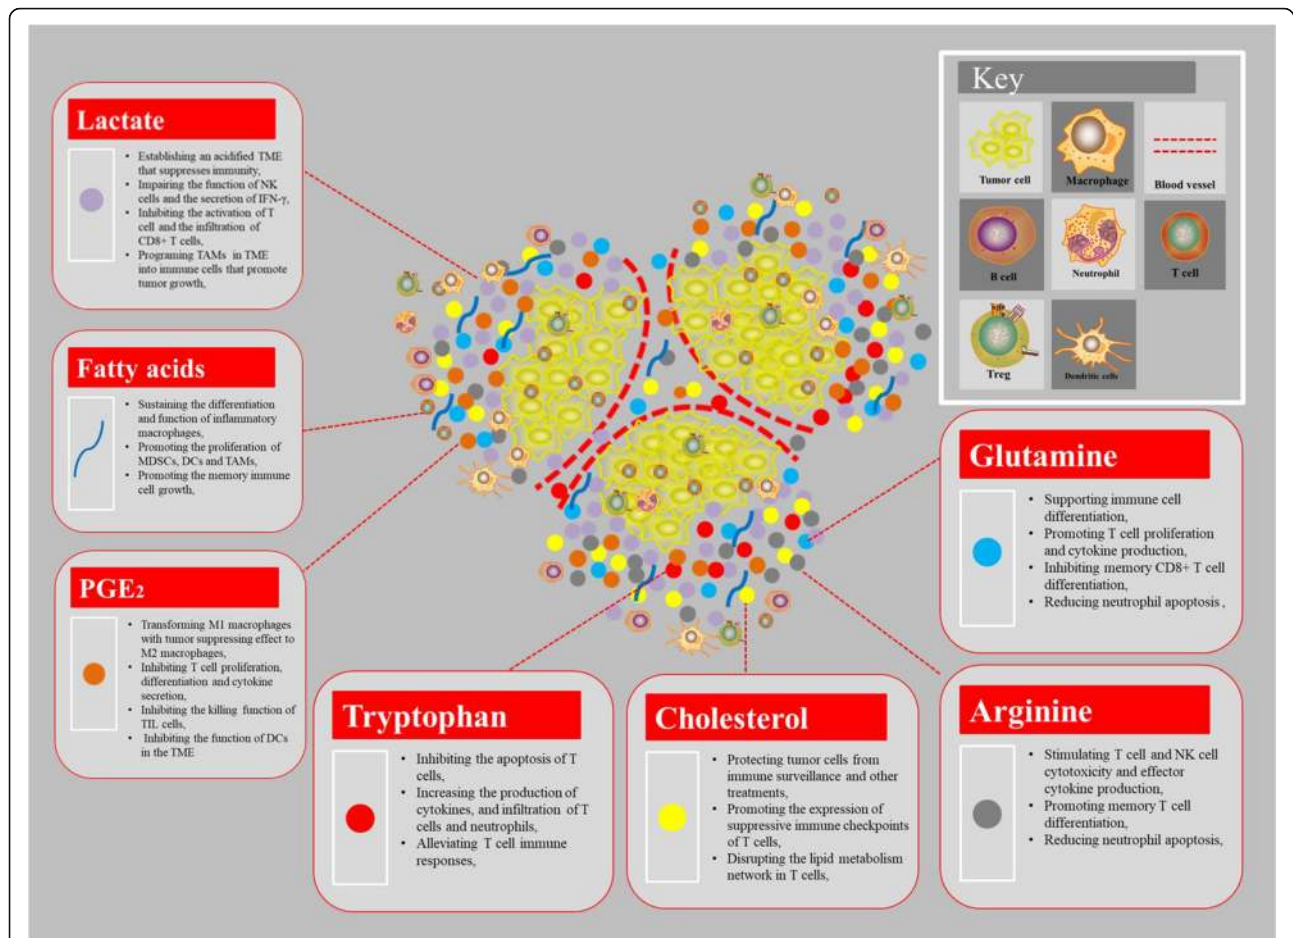 Lactate
• Establishing an acidified TME
that suppresses immunity,
• Impairing the function of NK
cells and the secretion of IFN-γ,
• Inhibiting the activation of T
cell and the infiltration of
CD8+ T cells,
• Programing TAMs in TME
into immune cells that promote
tumor growth,
Fatty acids
• Sustaining the differentiation
and function of inflammatory
macrophages,
• Promoting the proliferation of
MDSCs, DCs and TAMs,
• Promoting the memory immune
cell growth,
PGE2
• Transforming M1 macrophages
with tumor suppressing effect to
M2 macrophages,
• Inhibiting T cell proliferation,
differentiation and cytokine
secretion,
• Inhibiting the killing function of
TIL cells,
• Inhibiting the function of DCs
in the TME
Tryptophan
• Inhibiting the apoptosis of T
cells,
• Increasing the production of
cytokines, and infiltration of T
cells and neutrophils,
• Alleviating T cell immune
responses,
Cholesterol
• Protecting tumor cells from
immune surveillance and other
treatments,
• Promoting the expression of
suppressive immune checkpoints
of T cells,
• Disrupting the lipid metabolism
network in T cells,
Key
Tumor cell
Macrophage
Blood vessel
B cell
Neutrophil
T cell
Treg
Dendritic cells
Glutamine
• Supporting immune cell
differentiation,
• Promoting T cell proliferation
and cytokine production,
• Inhibiting memory CD8+ T cell
differentiation,
• Reducing neutrophil apoptosis ,
Arginine
• Stimulating T cell and NK cell
cytotoxicity and effector
cytokine production,
• Promoting memory T cell
differentiation,
• Reducing neutrophil apoptosis,